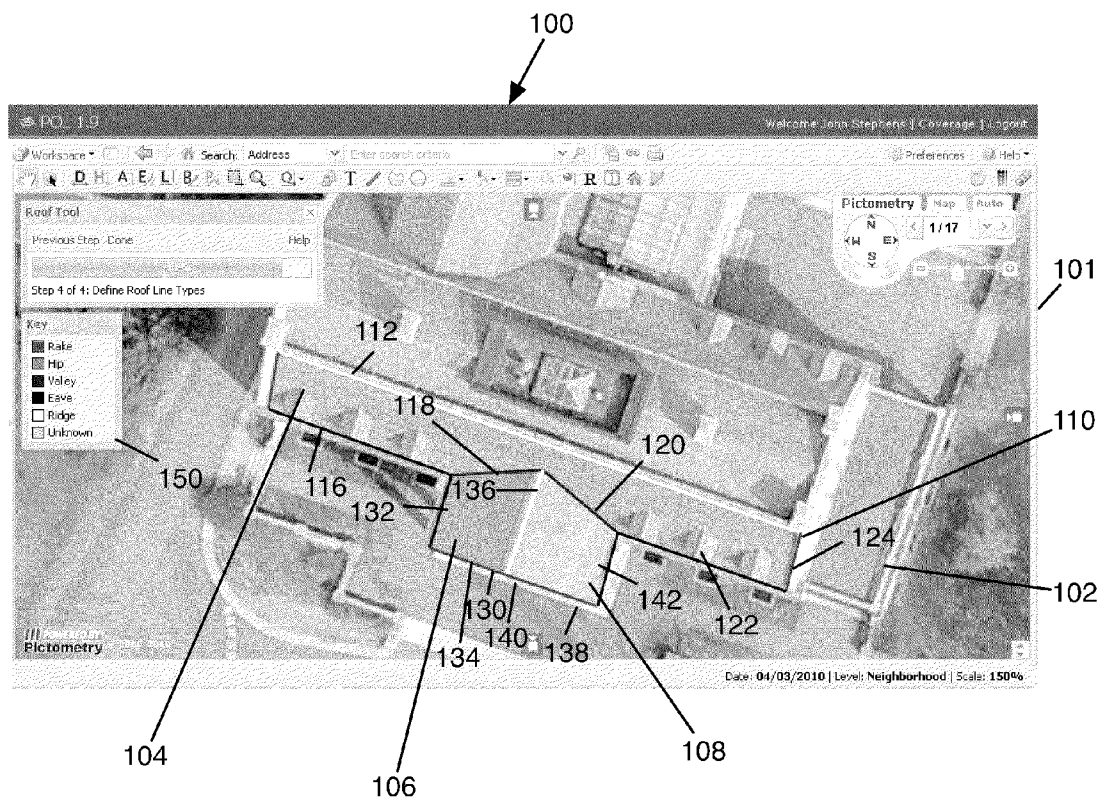 100
PO_ 1.9
Welcome John Stephens | Coverage | Logout
Workspace Search: Address Enter search criteria Preferences Help
D H A E L B Q T R
Roof Tool
Previous Step Done Help
Step 4 of 4: Define Roof Line Types
Pictometry Map Auto
N
W E
S
1 / 17
101
Key
Rake
Hip
Valley
Eave
Ridge
Unknown
112
118
120
110
150
116
136
132
124
142
122
102
130
140
134
138
Pictometry
Date: 04/03/2010 | Level: Neighborhood | Scale: 150%
104
106
108